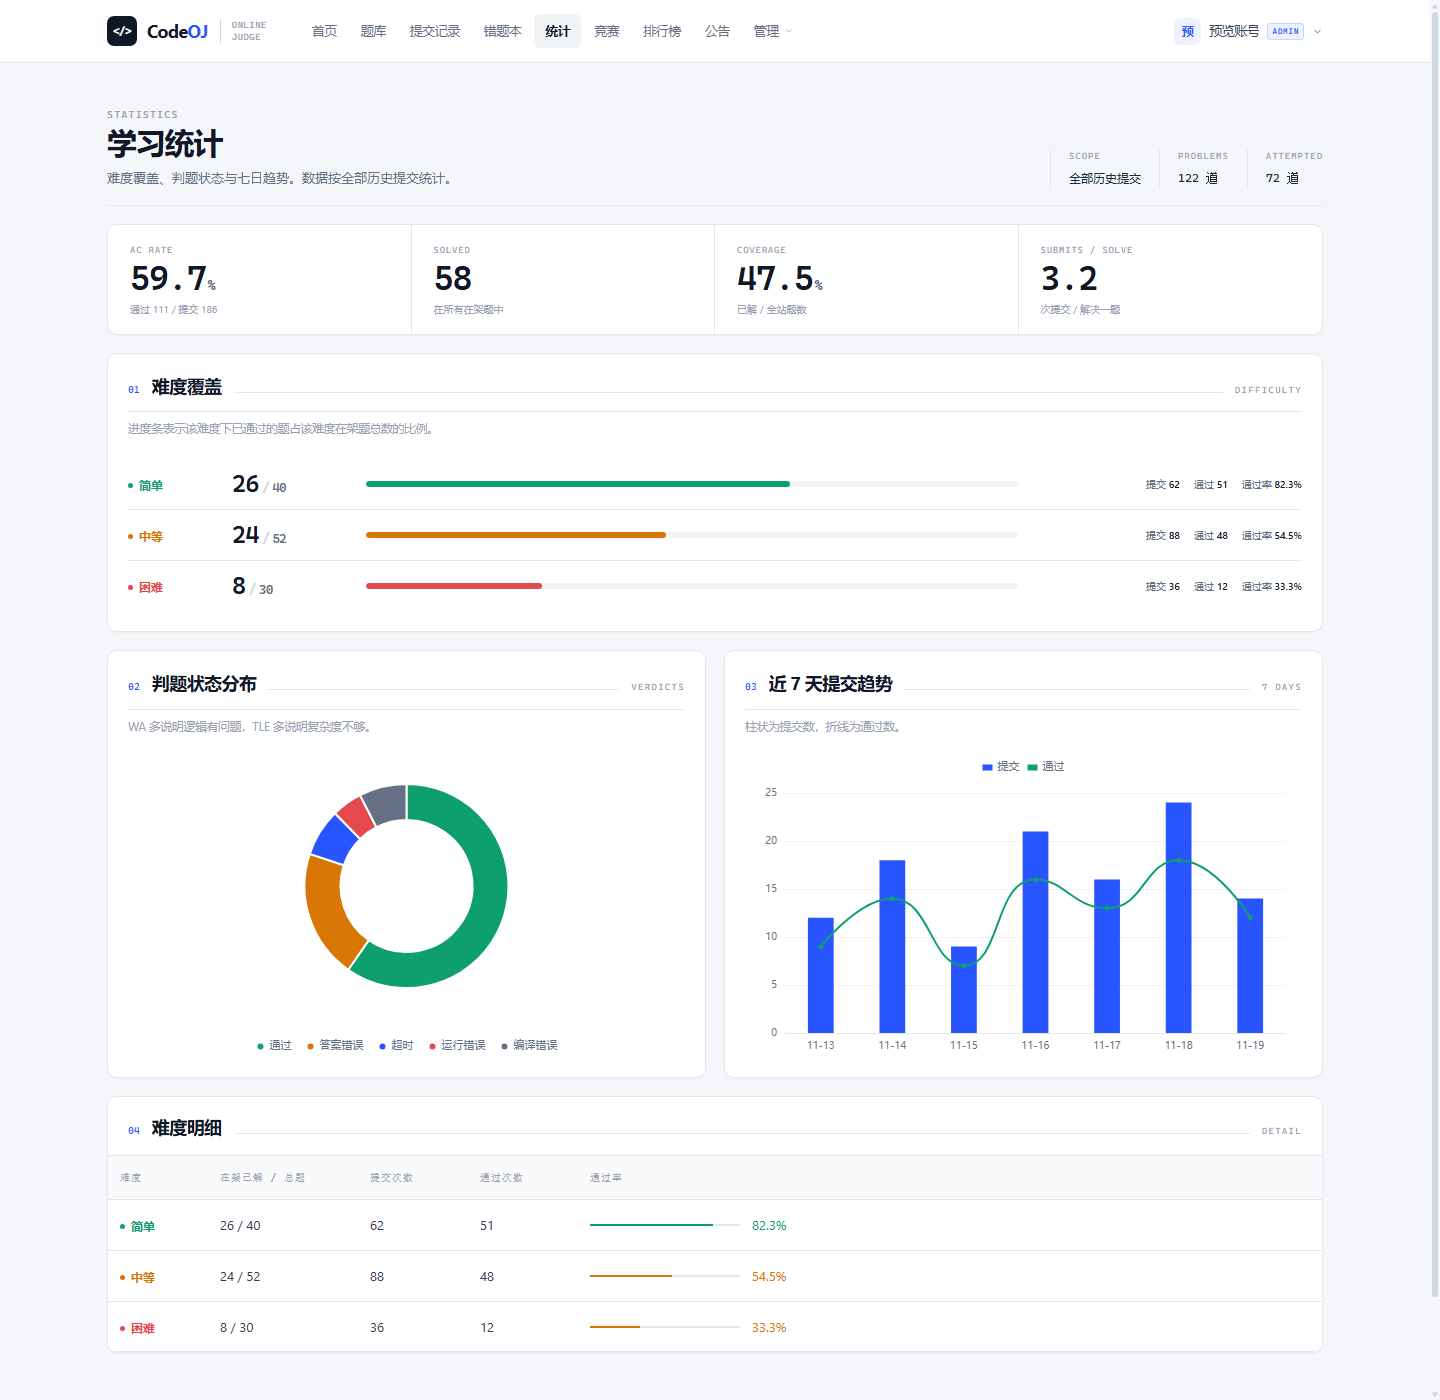 </> CodeOJ ONLINE JUDGE 首页 题库 提交记录 错题本 统计 竞赛 排行榜 公告 管理 预 预览账号 ADMIN
STATISTICS
学习统计
难度覆盖、判题状态与七日趋势。数据按全部历史提交统计。
SCOPE PROBLEMS ATTEMPTED
全部历史提交 122 道 72 道
AC RATE
59.7%
通过 111 / 提交 186
SOLVED
58
在所有在架题中
COVERAGE
47.5%
已解 / 全站题数
SUBMITS / SOLVE
3.2
次提交 / 解决一题
01 难度覆盖 DIFFICULTY
进度条表示该难度下已通过的题占该难度在架题总数的比例。
简单 26 / 40 提交 62 通过 51 通过率 82.3%
中等 24 / 52 提交 88 通过 48 通过率 54.5%
困难 8 / 30 提交 36 通过 12 通过率 33.3%
02 判题状态分布 VERDICTS
WA 多说明逻辑有问题，TLE 多说明复杂度不够。
通过 答案错误 超时 运行错误 编译错误
03 近 7 天提交趋势 7 DAYS
柱状为提交数，折线为通过数。
提交 通过
25
20
15
10
5
0
11-13 11-14 11-15 11-16 11-17 11-18 11-19
04 难度明细 DETAIL
难度 在架已解 / 总题 提交次数 通过次数 通过率
简单 26 / 40 62 51 82.3%
中等 24 / 52 88 48 54.5%
困难 8 / 30 36 12 33.3%